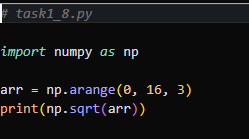 # task1_8.py
import numpy as np
arr = np.arange(0, 16, 3)
print(np.sqrt(arr))